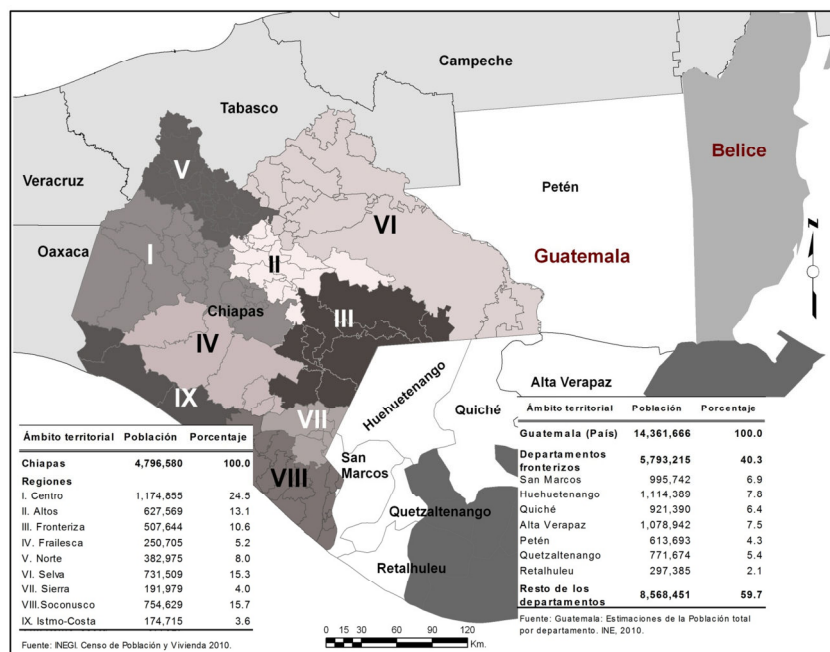 Campeche
Tabasco
V
Belice
Veracruz
Petén
VI
Oaxaca
I
II
Guatemala
N
Chiapas
III
IV
Huehuetenango
IX
Alta Verapaz
VII
Quiché
San
Marcos
VIII
Quetzaltenango
Retalhuleu
Ámbito territorial Población Porcentaje
Chiapas 4,796,580 100.0
Regiones
I. Centro 1,174,855 24.5
II. Altos 627,569 13.1
III. Fronteriza 507,644 10.6
IV. Frailesca 250,705 5.2
V. Norte 382,975 8.0
VI. Selva 731,509 15.3
VII. Sierra 191,979 4.0
VIII.Soconusco 754,629 15.7
IX. Istmo-Costa 174,715 3.6
Fuente: INEGI. Censo de Población y Vivienda 2010.
0 15 30 60 90 120
Km.
Ámbito territorial Población Porcentaje
Guatemala (País) 14,361,666 100.0
Departamentos
fronterizos 5,793,215 40.3
San Marcos 995,742 6.9
Huehuetenango 1,114,389 7.8
Quiché 921,390 6.4
Alta Verapaz 1,078,942 7.5
Petén 613,693 4.3
Quetzaltenango 771,674 5.4
Retalhuleu 297,385 2.1
Resto de los
departamentos 8,568,451 59.7
Fuente: Guatemala: Estimaciones de la Población total
por departamento. INE, 2010.